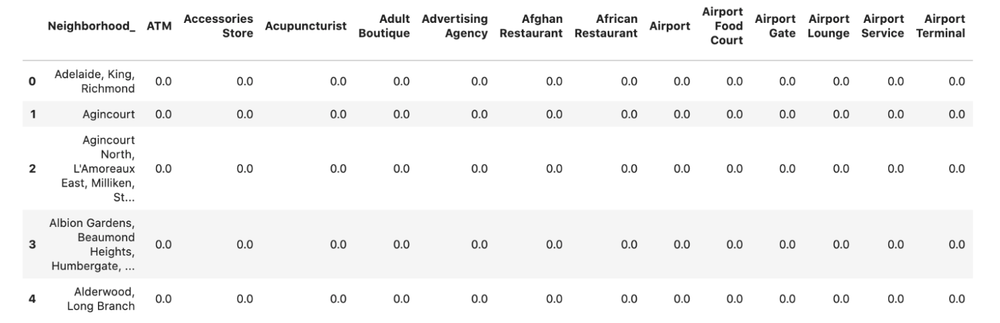 Neighborhood_ ATM Accessories Store Acupuncturist Adult Boutique Advertising Agency Afghan Restaurant African Restaurant Airport Airport Food Court Airport Gate Airport Lounge Airport Service Airport Terminal
0 Adelaide, King, Richmond 0.0 0.0 0.0 0.0 0.0 0.0 0.0 0.0 0.0 0.0 0.0 0.0 0.0
1 Agincourt 0.0 0.0 0.0 0.0 0.0 0.0 0.0 0.0 0.0 0.0 0.0 0.0 0.0
2 Agincourt North, L'Amoreaux East, Milliken, St... 0.0 0.0 0.0 0.0 0.0 0.0 0.0 0.0 0.0 0.0 0.0 0.0 0.0
3 Albion Gardens, Beaumond Heights, Humbergate, ... 0.0 0.0 0.0 0.0 0.0 0.0 0.0 0.0 0.0 0.0 0.0 0.0 0.0
4 Alderwood, Long Branch 0.0 0.0 0.0 0.0 0.0 0.0 0.0 0.0 0.0 0.0 0.0 0.0 0.0